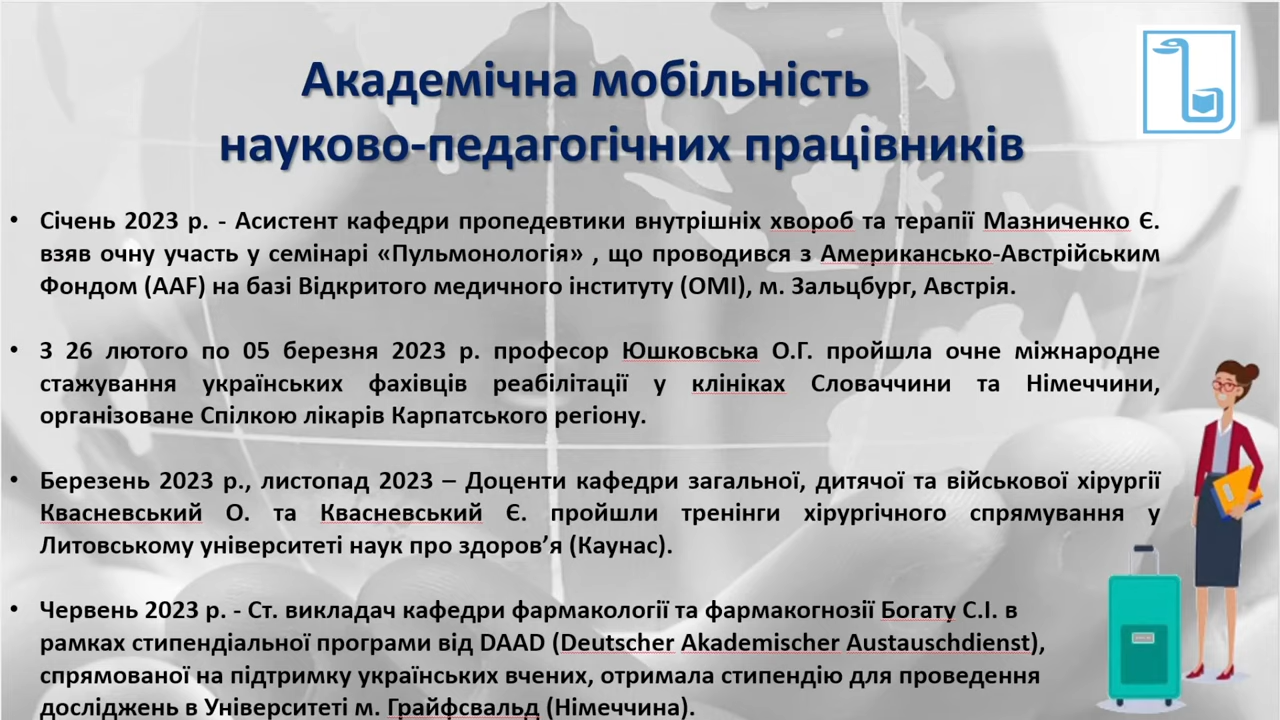 Академічна мобільність
науково-педагогічних працівників
• Січень 2023 р. - Асистент кафедри пропедевтики внутрішніх хвороб та терапії Мазниченко Є.
взяв очну участь у семінарі «Пульмонологія» , що проводився з Американсько-Австрійським
Фондом (AAF) на базі Відкритого медичного інституту (OMI), м. Зальцбург, Австрія.
• З 26 лютого по 05 березня 2023 р. професор Юшковська О.Г. пройшла очне міжнародне
стажування українських фахівців реабілітації у клініках Словаччини та Німеччини,
організоване Спілкою лікарів Карпатського регіону.
• Березень 2023 р., листопад 2023 – Доценти кафедри загальної, дитячої та військової хірургії
Квасневський О. та Квасневський Є. пройшли тренінги хірургічного спрямування у
Литовському університеті наук про здоров’я (Каунас).
• Червень 2023 р. - Ст. викладач кафедри фармакології та фармакогнозії Богату С.І. в
рамках стипендіальної програми від DAAD (Deutscher Akademischer Austauschdienst),
спрямованої на підтримку українських вчених, отримала стипендію для проведення
досліджень в Університеті м. Грайфсвальд (Німеччина).